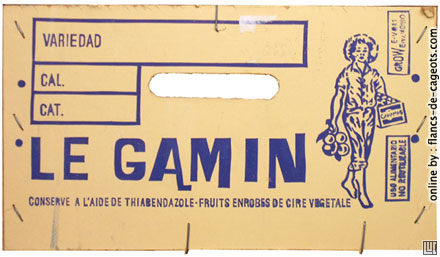 VARIEDAD
CAL.
CAT.
LE GAMIN
CONSERVE A L'AIDE DE THIABENDAZOLE-FRUITS ENROBES DE CIRE VEGETALE
GROW
USO ALIMENTARIO
NO REUTILIZABLE
online by : flancs-de-cageots.com